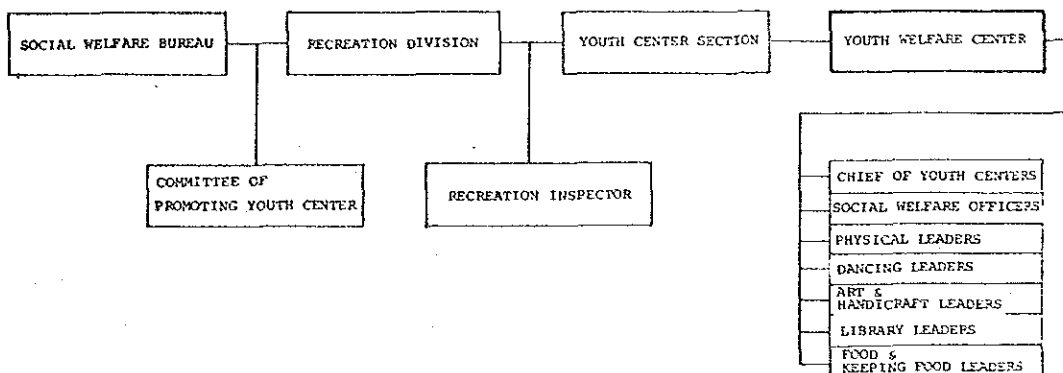 SOCIAL WELFARE BUREAU
RECREATION DIVISION
YOUTH CENTER SECTION
YOUTH WELFARE CENTER
COMMITTEE OF
PROMOTING YOUTH CENTER
RECREATION INSPECTOR
CHIEF OF YOUTH CENTERS
SOCIAL WELFARE OFFICERS
PHYSICAL LEADERS
DANCING LEADERS
ART &
HANDICRAFT LEADERS
LIBRARY LEADERS
FOOD &
KEEPING FOOD LEADERS